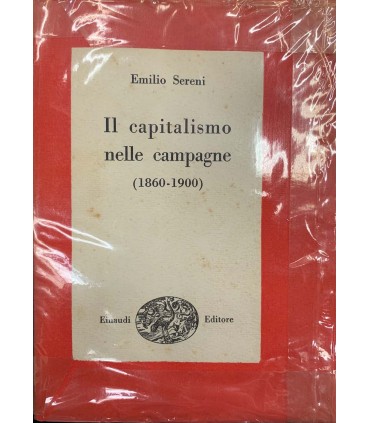 Emilio Sereni
Il capitalismo
nelle campagne
(1860-1900)
Einaudi Editore